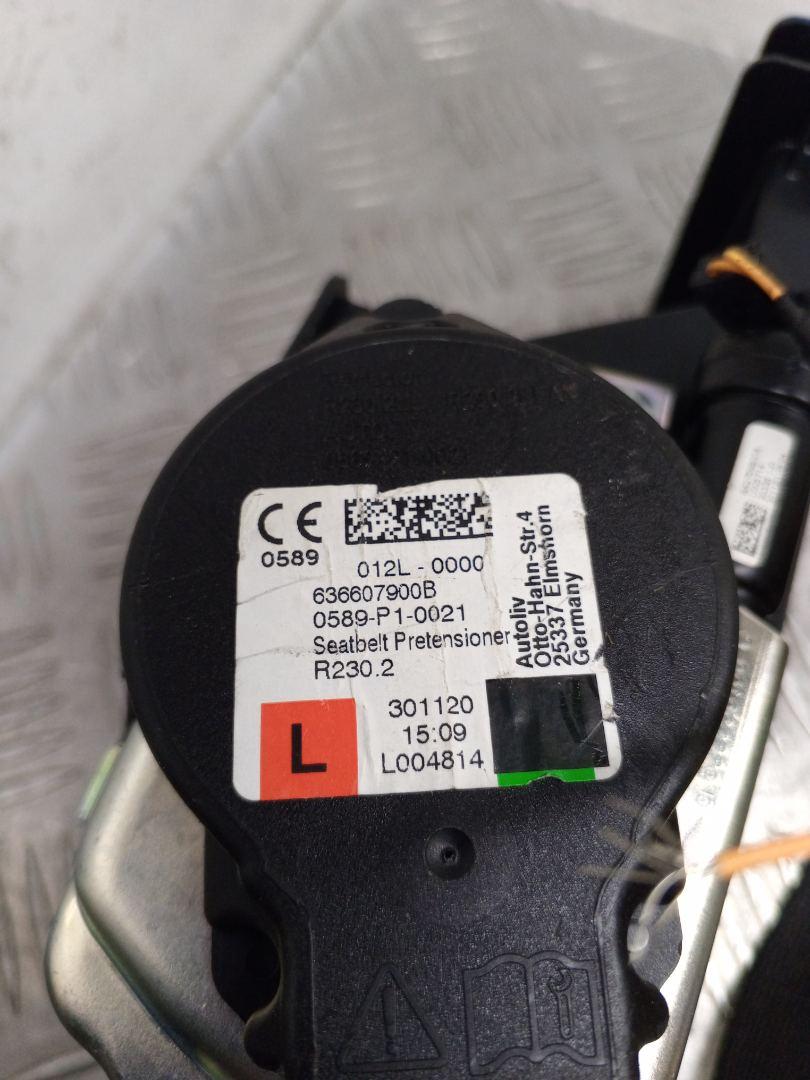 CE
0589
012L - 0000
636607900B
0589-P1-0021
Seatbelt Pretensioner
R230.2
Autoliv
Otto-Hahn-Str.4
25337 Elmshorn
Germany
L
301120
15:09
L004814